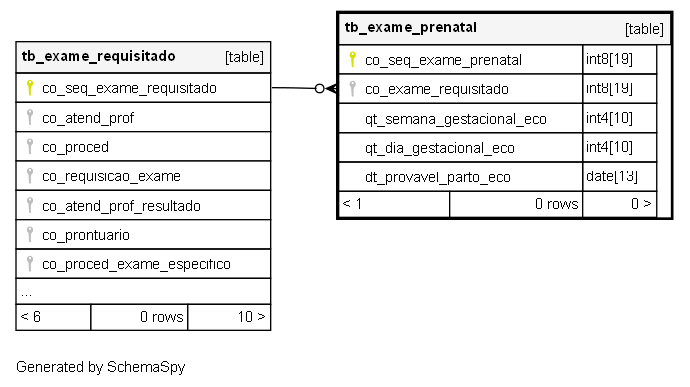 tb_exame_requisitado [table]
co_seq_exame_requisitado
co_atend_prof
co_proced
co_requisicao_exame
co_atend_prof_resultado
co_prontuario
co_proced_exame_especifico
...
< 6 0 rows 10 >
tb_exame_prenatal [table]
co_seq_exame_prenatal int8[19]
co_exame_requisitado int8[19]
qt_semana_gestacional_eco int4[10]
qt_dia_gestacional_eco int4[10]
dt_provavel_parto_eco date[13]
< 1 0 rows 0 >
Generated by SchemaSpy